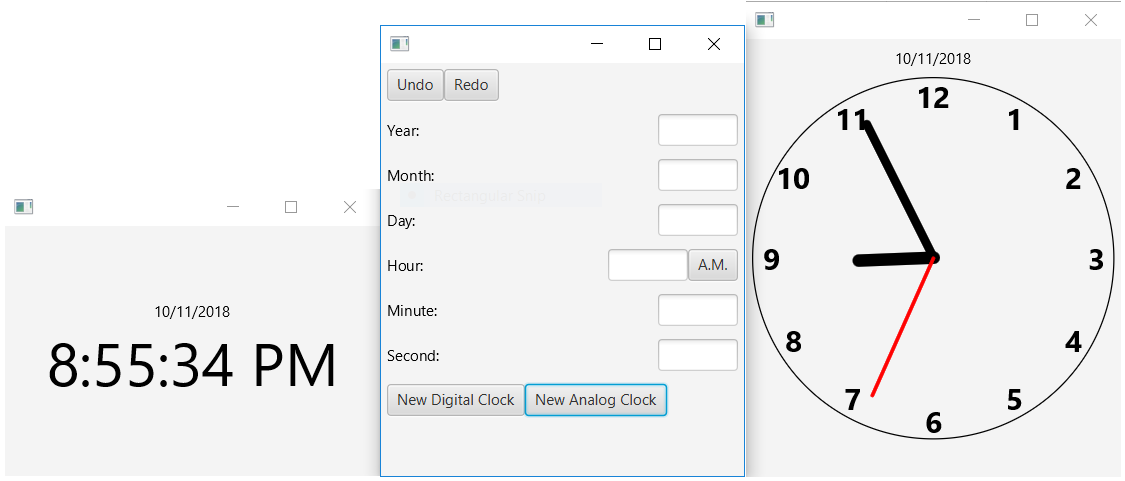 10/11/2018
8:55:34 PM
Undo Redo
Year:
Month:
Day:
Hour: A.M.
Minute:
Second:
New Digital Clock New Analog Clock
10/11/2018
12
11 1
10 2
9 3
8 4
7 5
6